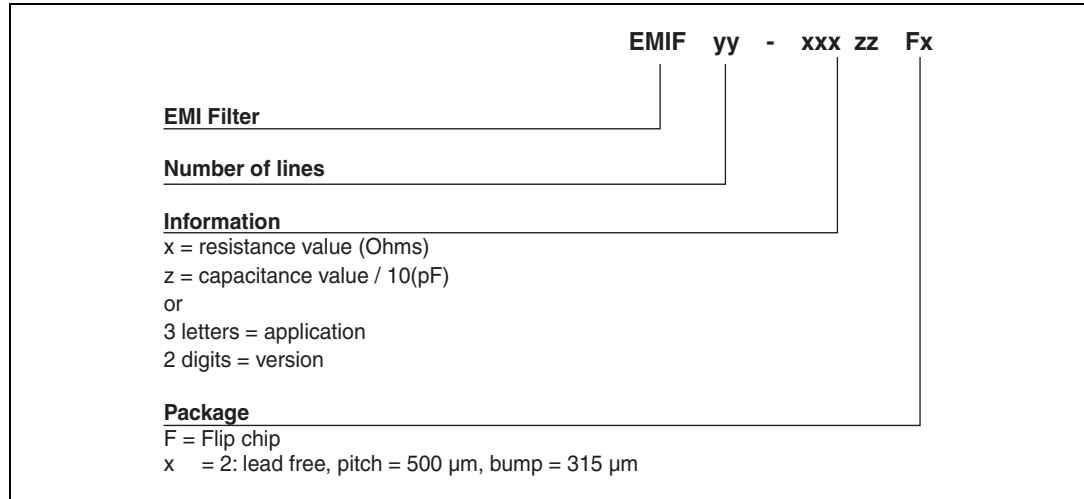 EMIF yy - xxx zz Fx
EMI Filter
Number of lines
Information
x = resistance value (Ohms)
z = capacitance value / 10(pF)
or
3 letters = application
2 digits = version
Package
F = Flip chip
x = 2: lead free, pitch = 500 µm, bump = 315 µm